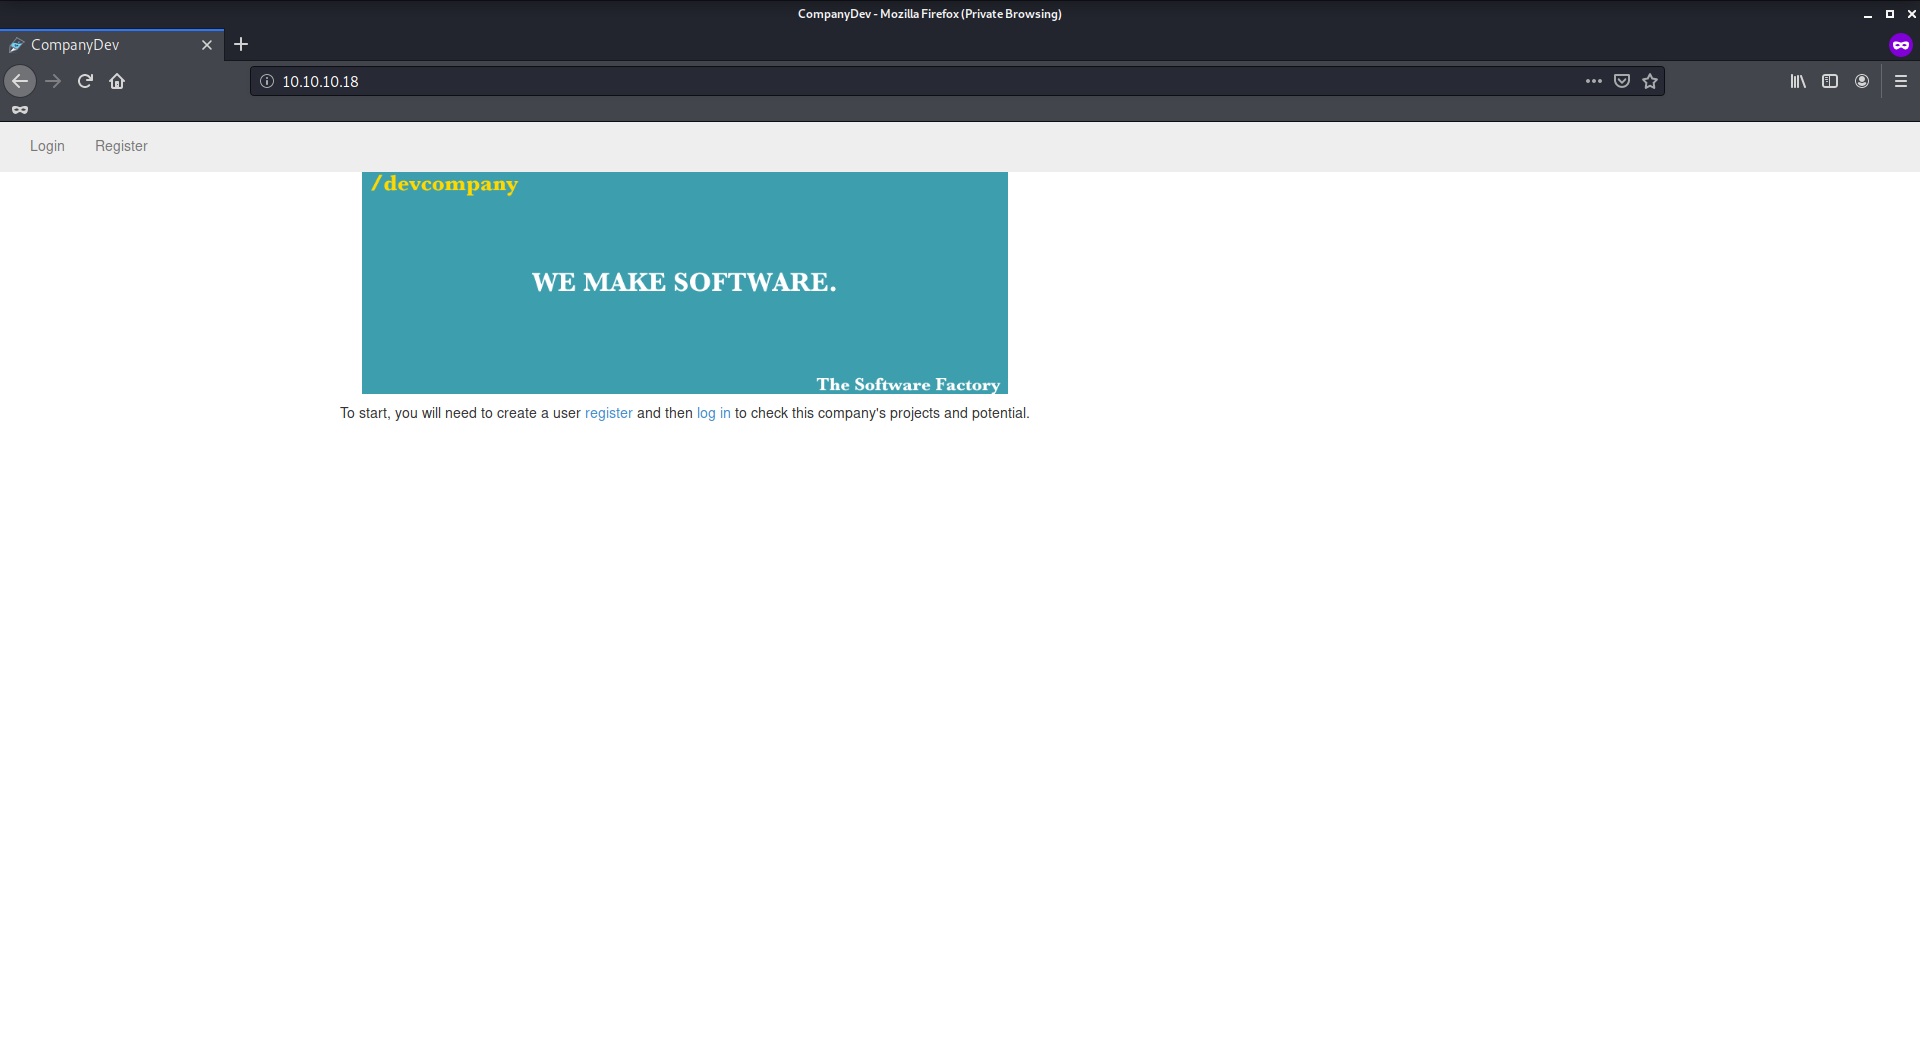 CompanyDev - Mozilla Firefox (Private Browsing)
CompanyDev
10.10.10.18
Login Register
/devcompany
WE MAKE SOFTWARE.
The Software Factory
To start, you will need to create a user register and then log in to check this company's projects and potential.